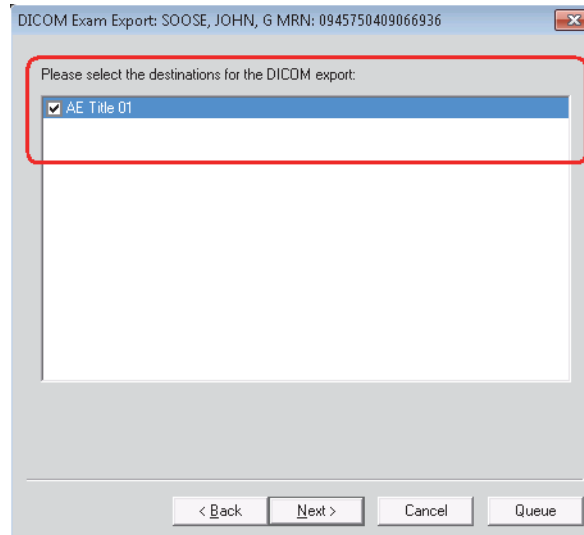 DICOM Exam Export: SOOSE, JOHN, G MRN: 0945750409066936
Please select the destinations for the DICOM export:
AE Title 01
< Back Next > Cancel Queue